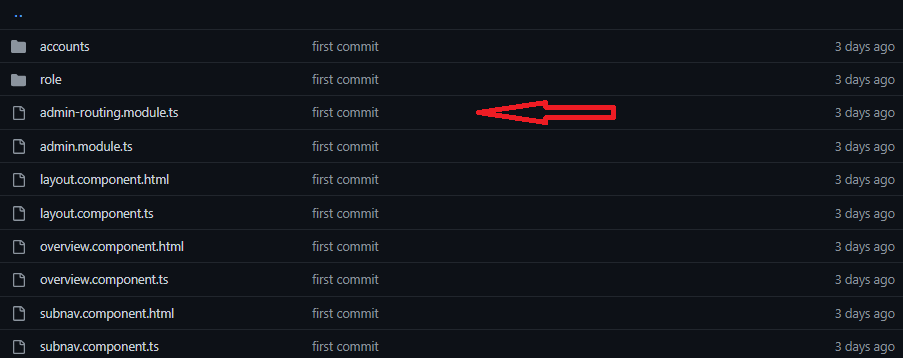 ..
accounts first commit 3 days ago
role first commit 3 days ago
admin-routing.module.ts first commit 3 days ago
admin.module.ts first commit 3 days ago
layout.component.html first commit 3 days ago
layout.component.ts first commit 3 days ago
overview.component.html first commit 3 days ago
overview.component.ts first commit 3 days ago
subnav.component.html first commit 3 days ago
subnav.component.ts first commit 3 days ago